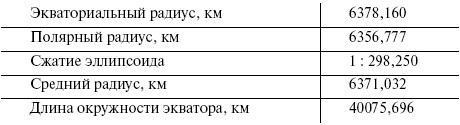 Экваториальный радиус, км 6378,160
Полярный радиус, км 6356,777
Сжатие эллипсоида 1 : 298,250
Средний радиус, км 6371,032
Длина окружности экватора, км 40075,696